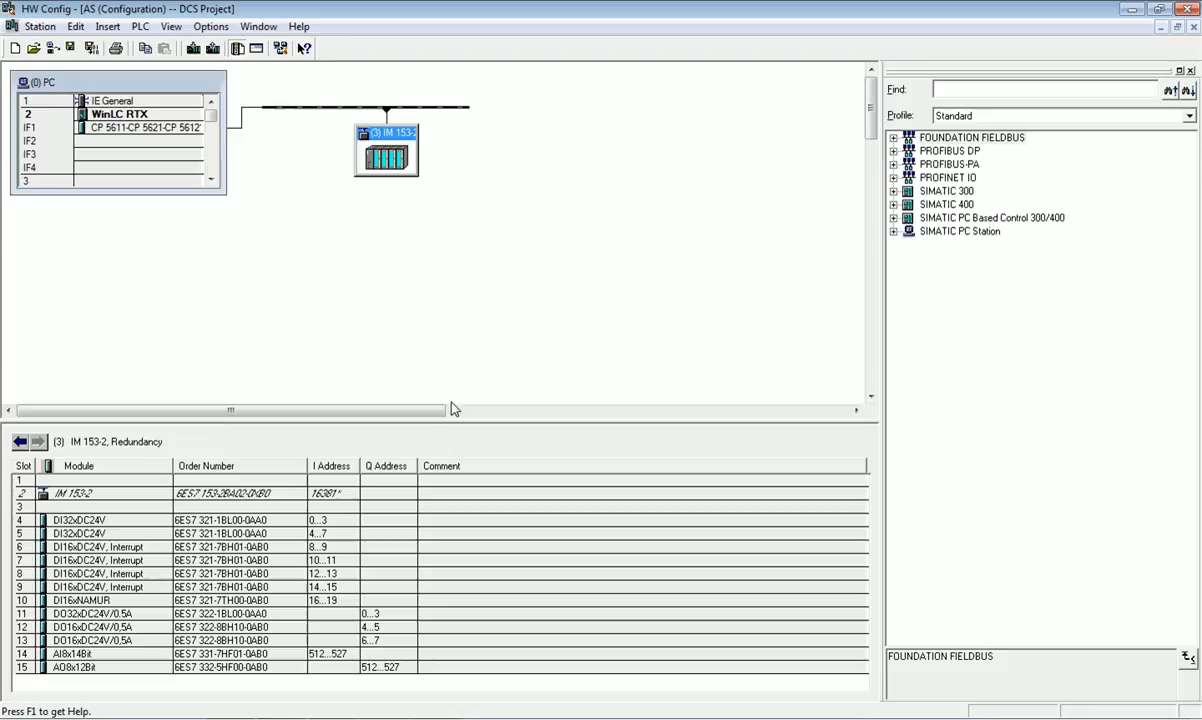 HW Config - [AS (Configuration) -- DCS Project]
Station Edit Insert PLC View Options Window Help
(0) PC
1 IE General
2 WinLC RTX
IF1 CP 5611-CP 5621-CP 5612'
IF2
IF3
IF4
3
(3) IM 153-2
Find:
Profile: Standard
FOUNDATION FIELDBUS
PROFIBUS DP
PROFIBUS-PA
PROFINET IO
SIMATIC 300
SIMATIC 400
SIMATIC PC Based Control 300/400
SIMATIC PC Station
(3) IM 153-2, Redundancy
Slot Module Order Number I Address Q Address Comment
1
2 IM 153-2 6ES7 153-2BA02-0XB0 16381*
3
4 DI32xDC24V 6ES7 321-1BL00-0AA0 0...3
5 DI32xDC24V 6ES7 321-1BL00-0AA0 4...7
6 DI16xDC24V, Interrupt 6ES7 321-7BH01-0AB0 8...9
7 DI16xDC24V, Interrupt 6ES7 321-7BH01-0AB0 10...11
8 DI16xDC24V, Interrupt 6ES7 321-7BH01-0AB0 12...13
9 DI16xDC24V, Interrupt 6ES7 321-7BH01-0AB0 14...15
10 DI16xNAMUR 6ES7 321-7TH00-0AB0 16...19
11 DO32xDC24V/0,5A 6ES7 322-1BL00-0AA0 0...3
12 DO16xDC24V/0,5A 6ES7 322-8BH10-0AB0 4...5
13 DO16xDC24V/0,5A 6ES7 322-8BH10-0AB0 6...7
14 AI8x14Bit 6ES7 331-7HF01-0AB0 512...527
15 AO8x12Bit 6ES7 332-5HF00-0AB0 512...527
FOUNDATION FIELDBUS
Press F1 to get Help.